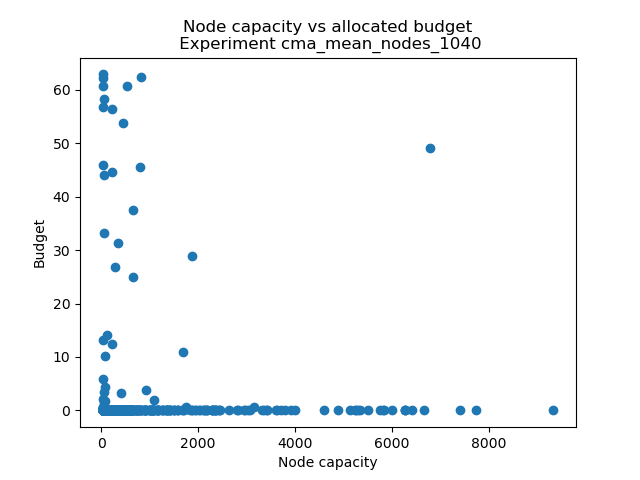 Node capacity vs allocated budget
Experiment cma_mean_nodes_1040
60
50
40
30
20
10
0
Budget
0 2000 4000 6000 8000
Node capacity